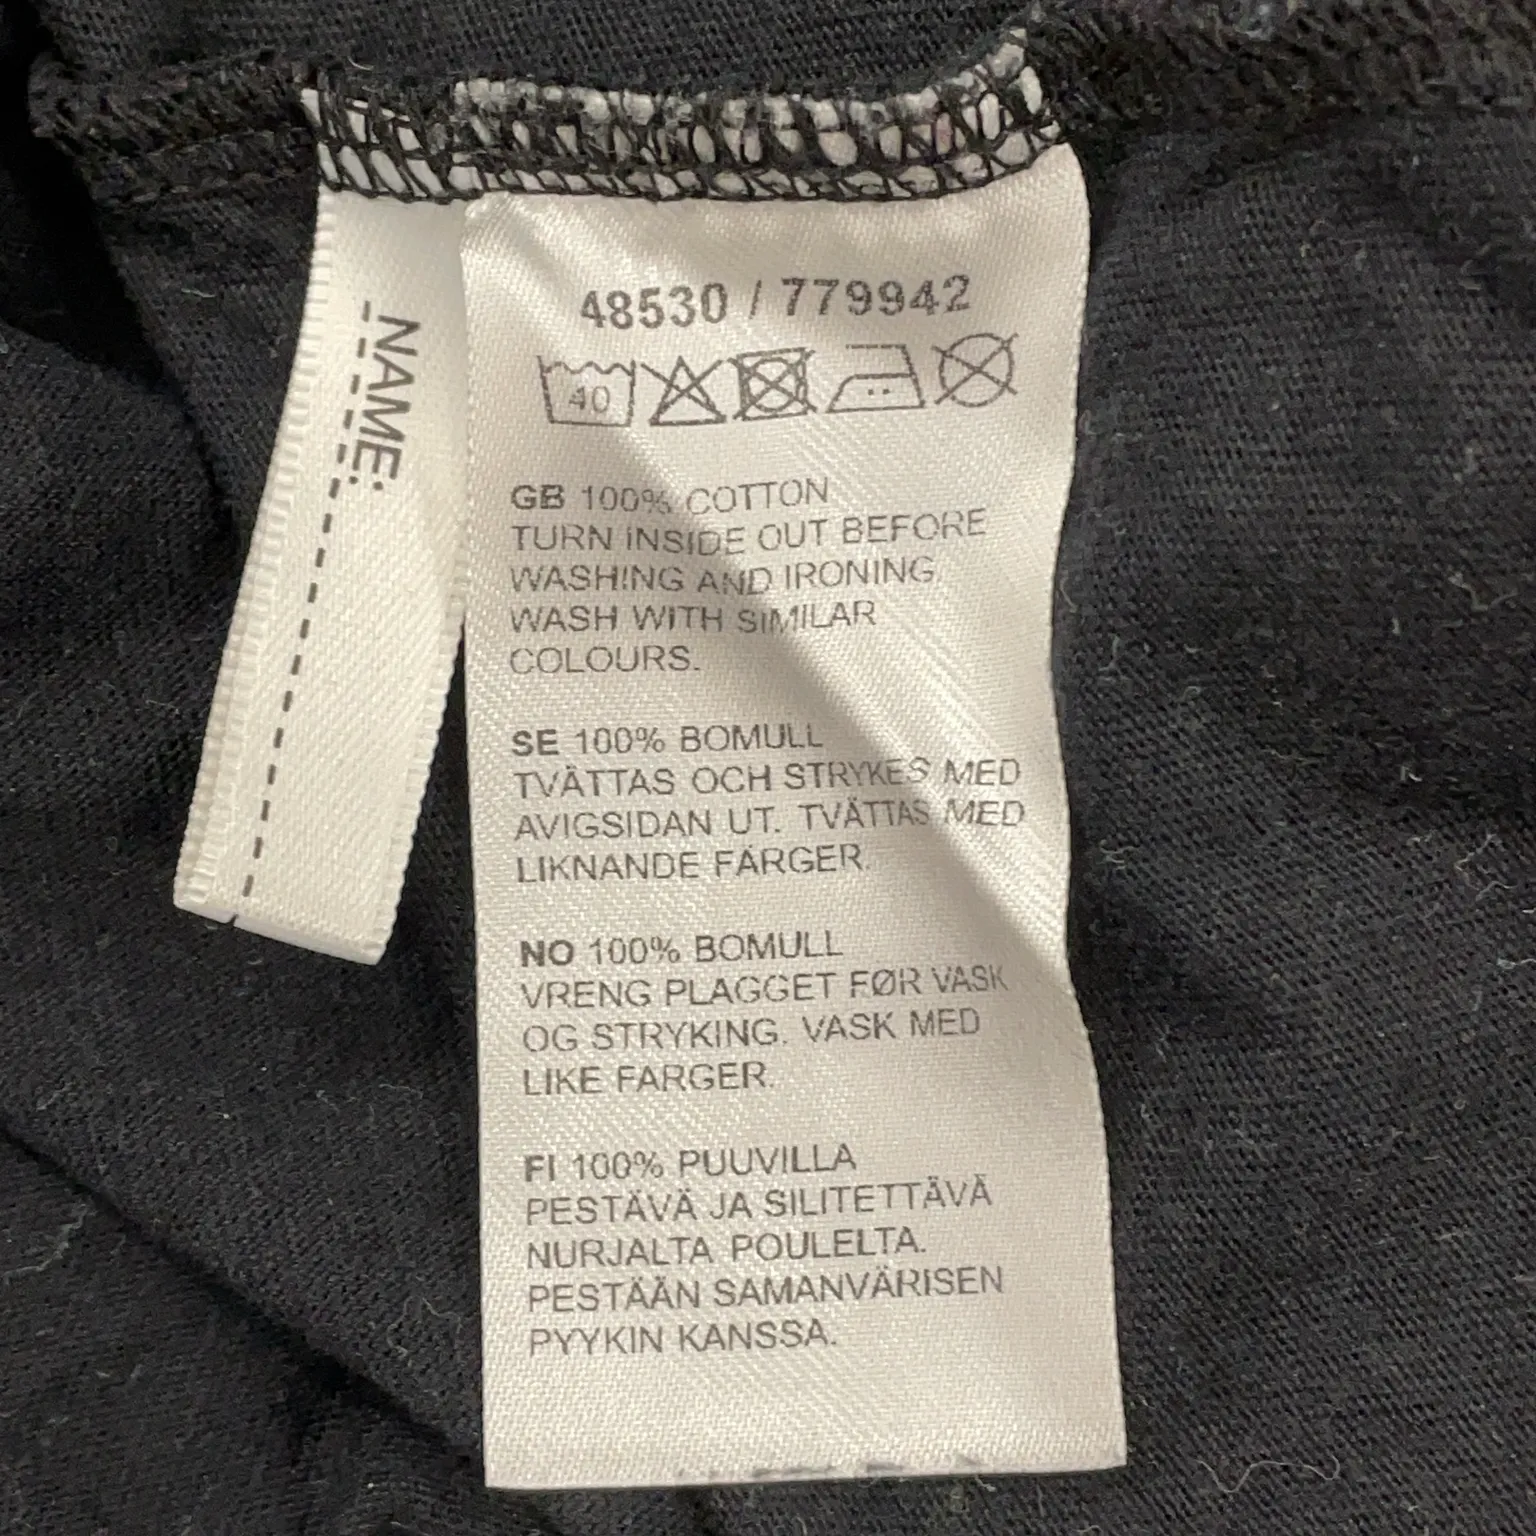 48530 / 779942
40
NAME:
GB 100% COTTON
TURN INSIDE OUT BEFORE
WASHING AND IRONING.
WASH WITH SIMILAR
COLOURS.
SE 100% BOMULL
TVÄTTAS OCH STRYKES MED
AVIGSIDAN UT. TVÄTTAS MED
LIKNANDE FÄRGER.
NO 100% BOMULL
VRENG PLAGGET FØR VASK
OG STRYKING. VASK MED
LIKE FARGER.
FI 100% PUUVILLA
PESTÄVÄ JA SILITETTÄVÄ
NURJALTA POULELTA.
PESTÄÄN SAMANVÄRISEN
PYYKIN KANSSA.